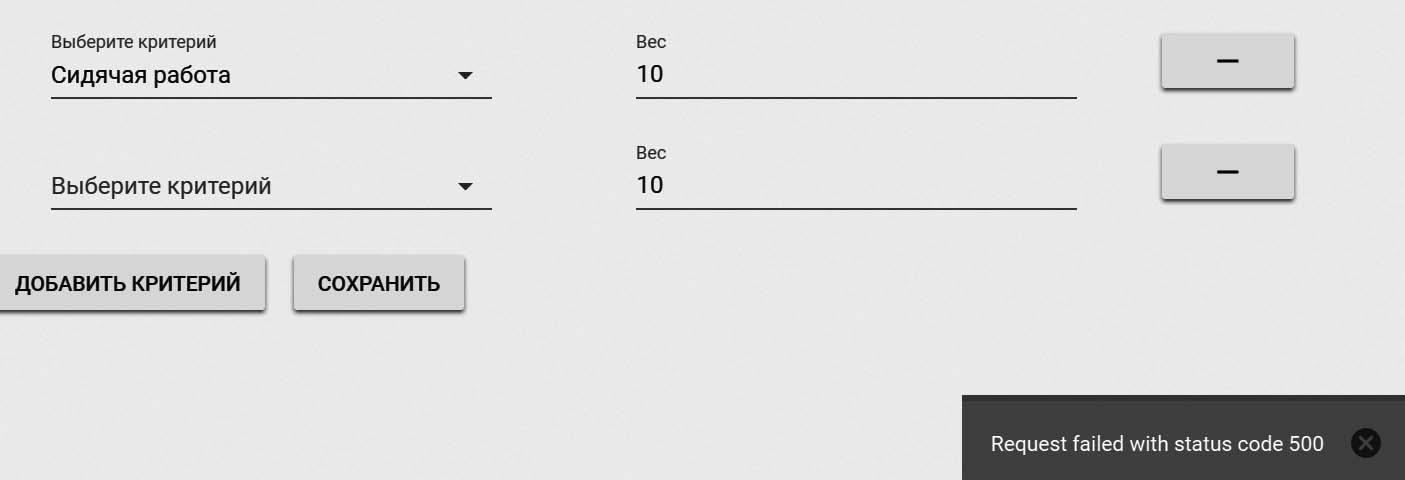 Выберите критерий
Вес
Сидячая работа
10
Вес
Выберите критерий
10
ДОБАВИТЬ КРИТЕРИЙ
СОХРАНИТЬ
Request failed with status code 500